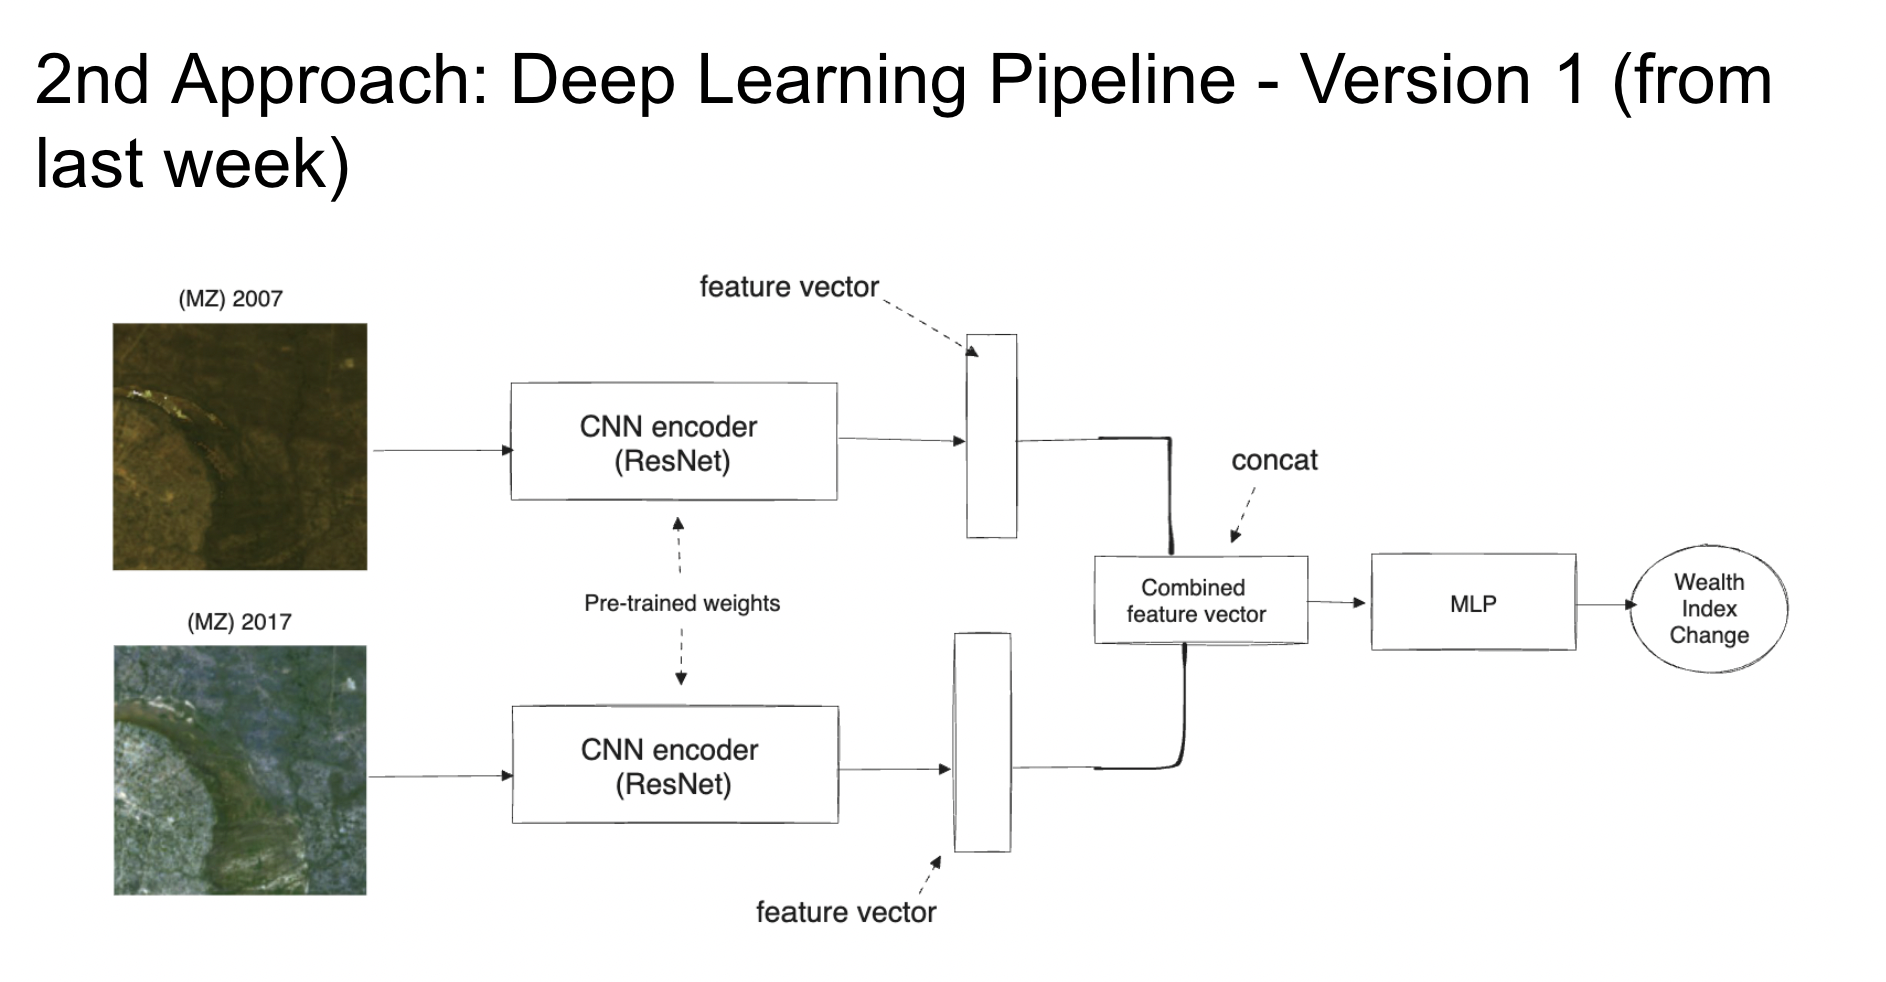 2nd Approach: Deep Learning Pipeline - Version 1 (from
last week)
(MZ) 2007
feature vector
CNN encoder
(ResNet)
concat
Pre-trained weights
Combined
feature vector
MLP
Wealth
Index
Change
(MZ) 2017
CNN encoder
(ResNet)
feature vector